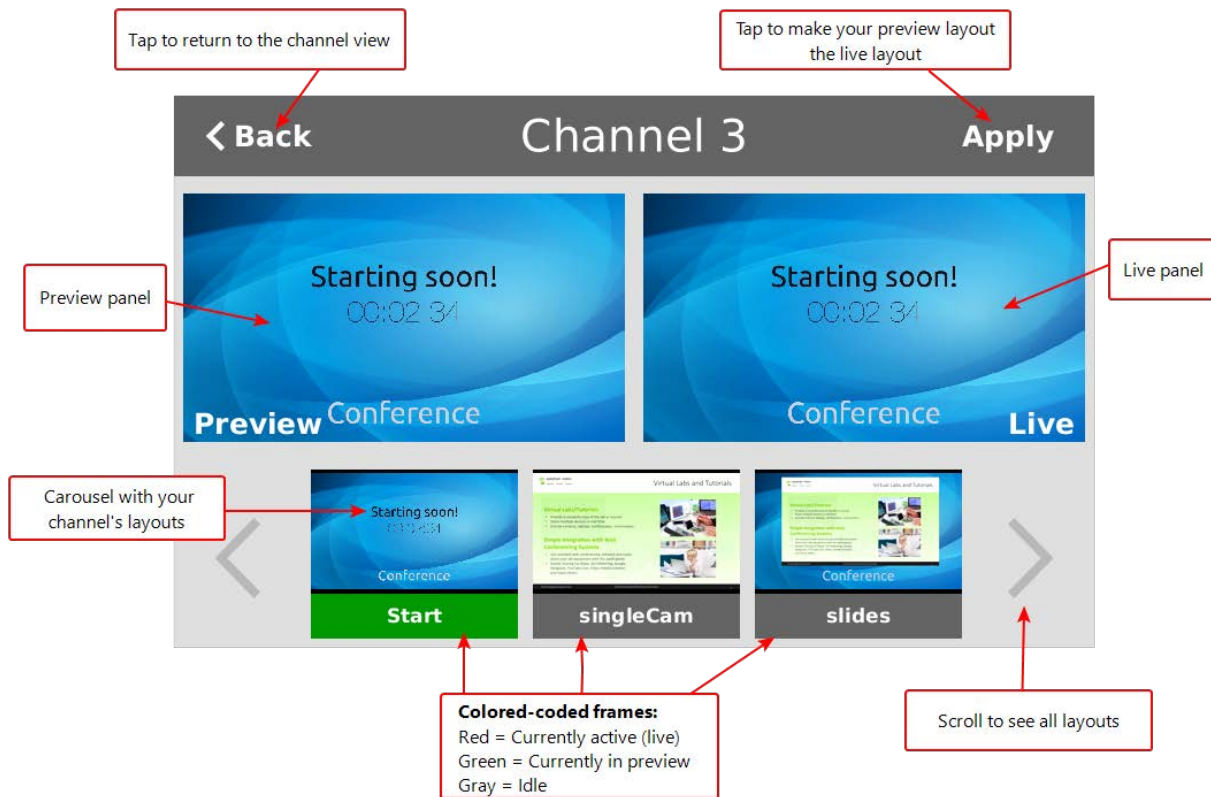 Tap to return to the channel view
Tap to make your preview layout
the live layout
Back
Channel 3
Apply
Starting soon!
00:02 34
Conference
Preview
Starting soon!
00:02 34
Conference
Live
Preview panel
Live panel
Carousel with your
channel's layouts
Starting soon!
Conference
Start
Virtual Labs and Tutorials
Virtual Labs/Tutorials
Simple Integration with Web
Conferencing Systems
singleCam
Conference
slides
Colored-coded frames:
Red = Currently active (live)
Green = Currently in preview
Gray = Idle
Scroll to see all layouts